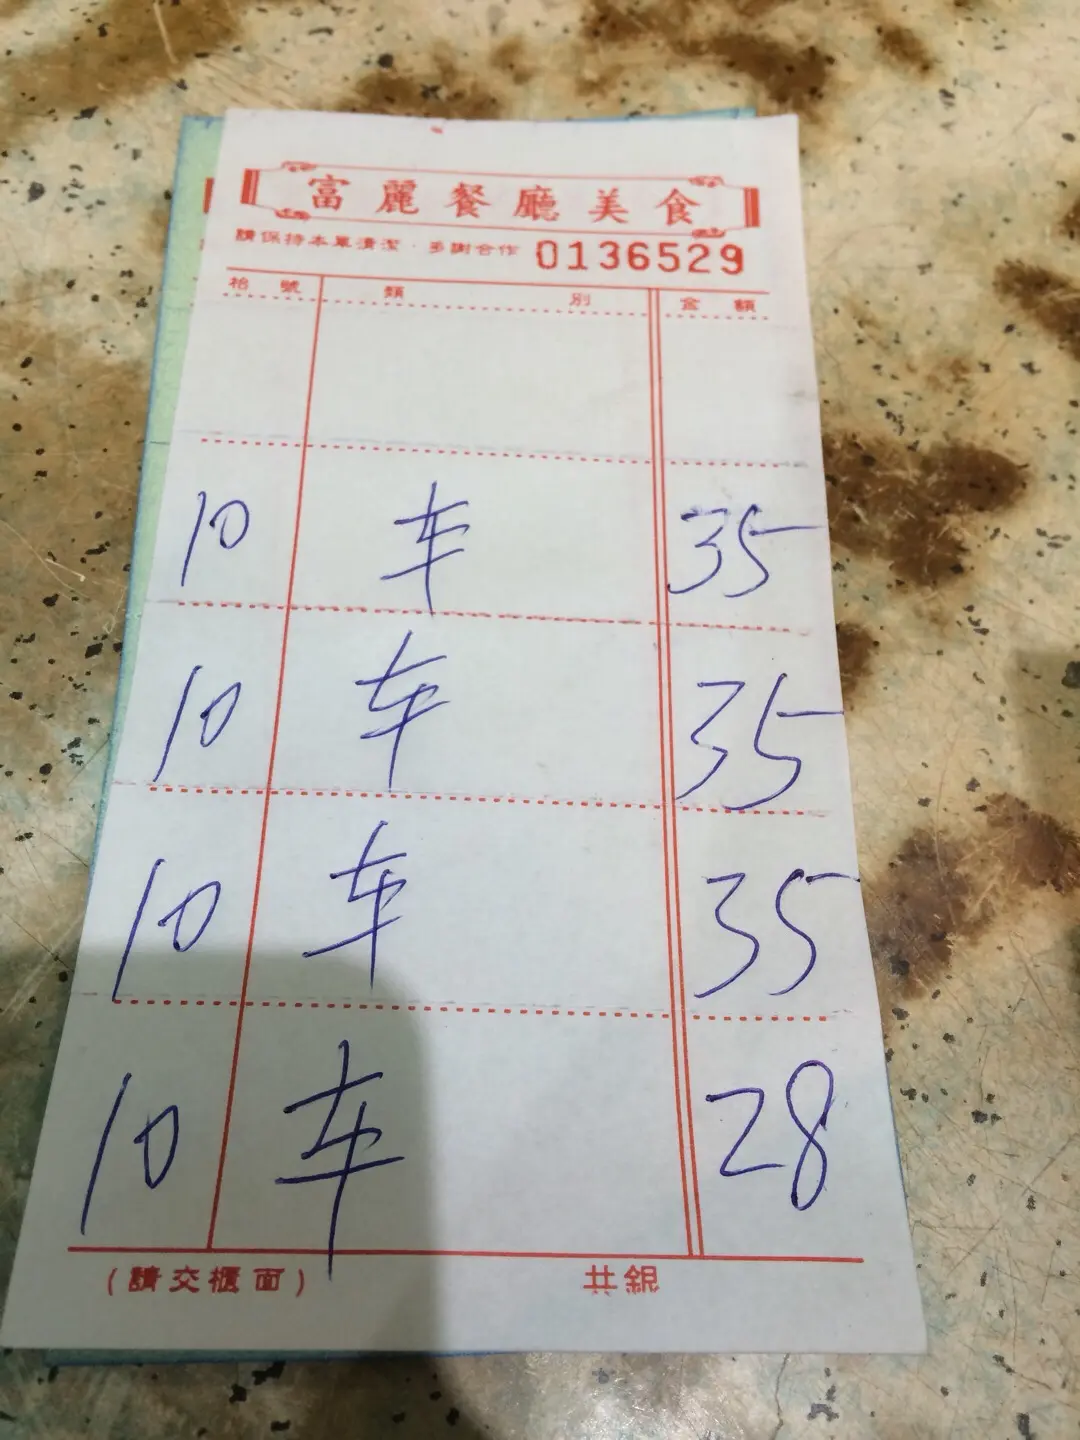 富麗餐廳美食
請保持本單清潔·多謝合作 0136529
枱號 類別 金額
10 车 35
10 车 35
10 车 35
10 车 28
(請交櫃面) 共銀